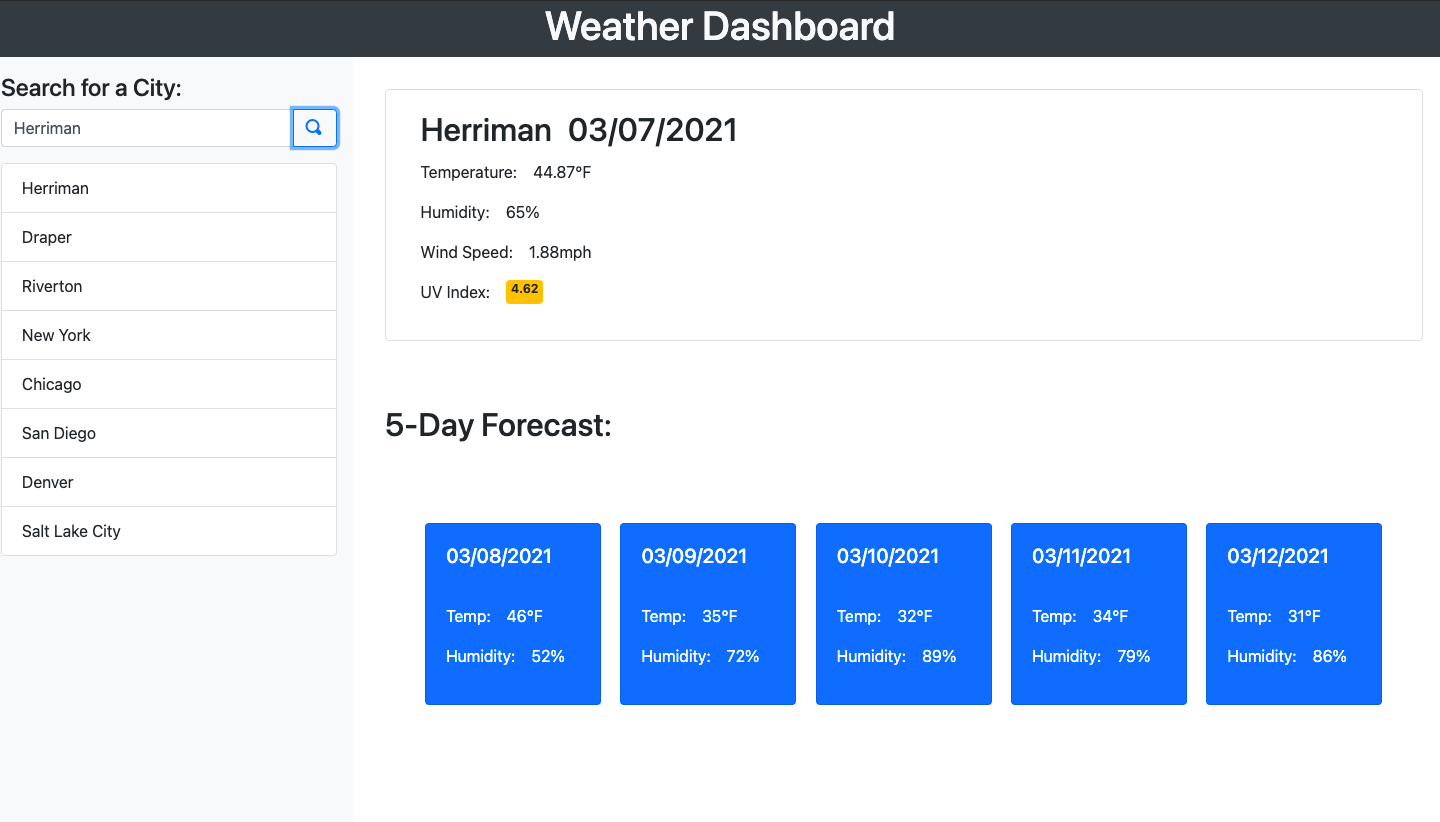 Weather Dashboard
Search for a City:
Herriman
Herriman
Draper
Riverton
New York
Chicago
San Diego
Denver
Salt Lake City
Herriman 03/07/2021
Temperature: 44.87°F
Humidity: 65%
Wind Speed: 1.88mph
UV Index: 4.62
5-Day Forecast:
03/08/2021
Temp: 46°F
Humidity: 52%
03/09/2021
Temp: 35°F
Humidity: 72%
03/10/2021
Temp: 32°F
Humidity: 89%
03/11/2021
Temp: 34°F
Humidity: 79%
03/12/2021
Temp: 31°F
Humidity: 86%